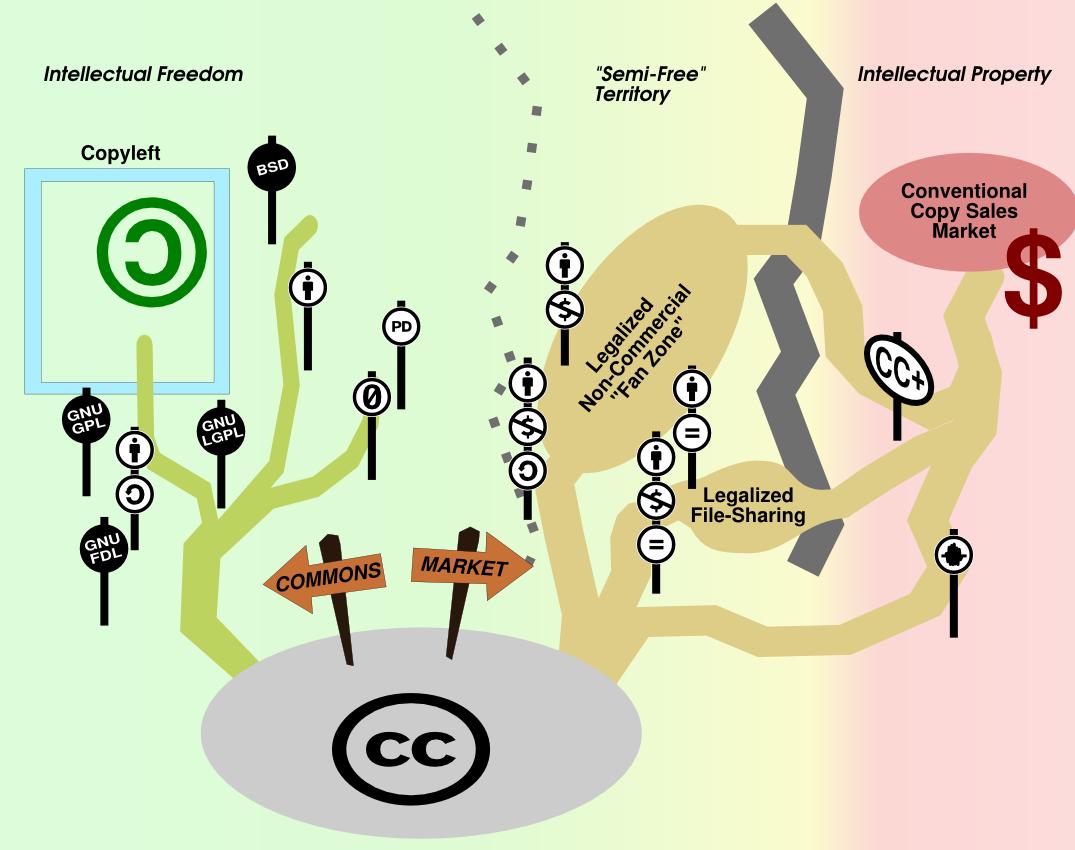 Intellectual Freedom
"Semi-Free"
Territory
Intellectual Property
Copyleft
BSD
Conventional
Copy Sales
Market
$
PD
Legalized
Non-Commercial
"Fan Zone"
CC+
0
GNU
GPL
GNU
LGPL
=
Legalized
File-Sharing
GNU
FDL
=
COMMONS
MARKET
CC